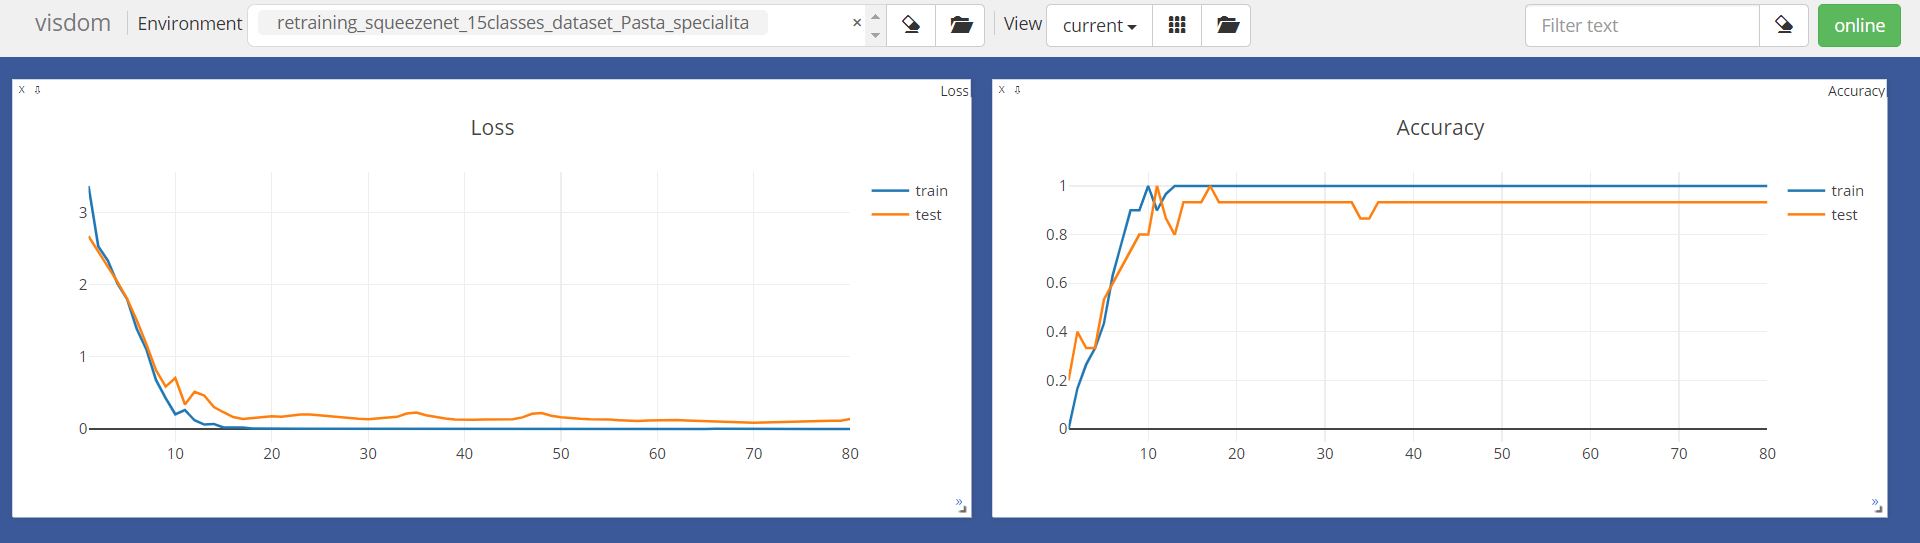 visdom Environment retraining_squeezenet_15classes_dataset_Pasta_specialita × View current Filter text online
X Loss
Loss
train
test
3
2
1
0
10 20 30 40 50 60 70 80
»
X Accuracy
Accuracy
train
test
1
0.8
0.6
0.4
0.2
0
10 20 30 40 50 60 70 80
»